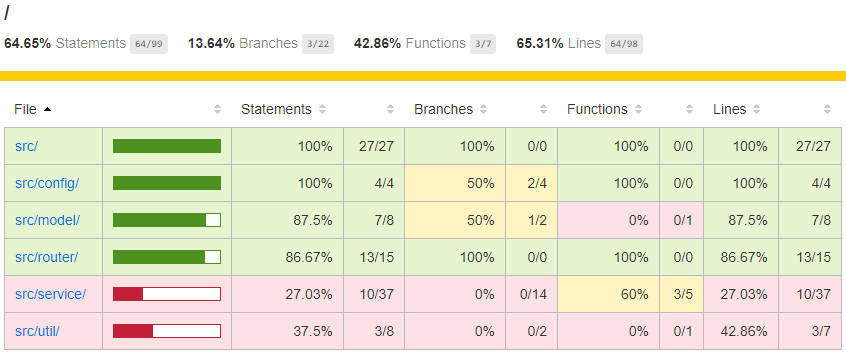 /
64.65% Statements 64/99 13.64% Branches 3/22 42.86% Functions 3/7 65.31% Lines 64/98
File Statements Branches Functions Lines
src/ 100% 27/27 100% 0/0 100% 0/0 100% 27/27
src/config/ 100% 4/4 50% 2/4 100% 0/0 100% 4/4
src/model/ 87.5% 7/8 50% 1/2 0% 0/1 87.5% 7/8
src/router/ 86.67% 13/15 100% 0/0 100% 0/0 86.67% 13/15
src/service/ 27.03% 10/37 0% 0/14 60% 3/5 27.03% 10/37
src/util/ 37.5% 3/8 0% 0/2 0% 0/1 42.86% 3/7